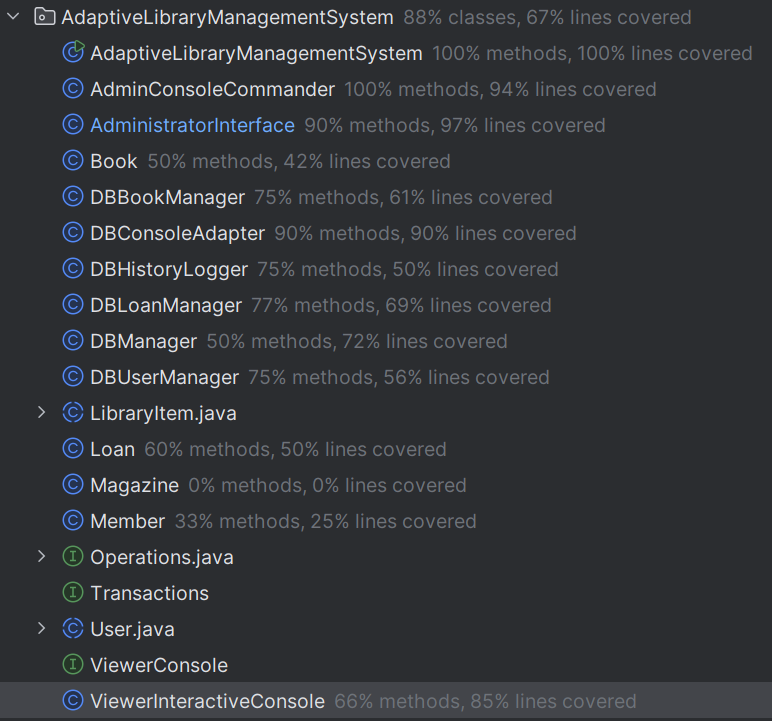 AdaptiveLibraryManagementSystem 88% classes, 67% lines covered
AdaptiveLibraryManagementSystem 100% methods, 100% lines covered
AdminConsoleCommander 100% methods, 94% lines covered
AdministratorInterface 90% methods, 97% lines covered
Book 50% methods, 42% lines covered
DBBookManager 75% methods, 61% lines covered
DBConsoleAdapter 90% methods, 90% lines covered
DBHistoryLogger 75% methods, 50% lines covered
DBLoanManager 77% methods, 69% lines covered
DBManager 50% methods, 72% lines covered
DBUserManager 75% methods, 56% lines covered
LibraryItem.java
Loan 60% methods, 50% lines covered
Magazine 0% methods, 0% lines covered
Member 33% methods, 25% lines covered
Operations.java
Transactions
User.java
ViewerConsole
ViewerInteractiveConsole 66% methods, 85% lines covered